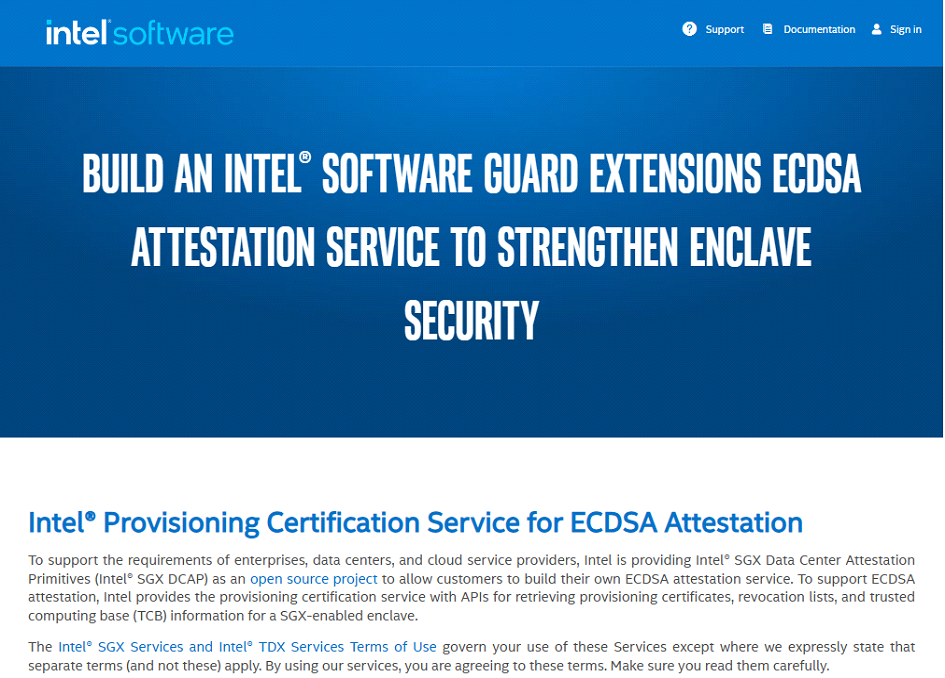 intel software
Support
Documentation
Sign in
BUILD AN INTEL® SOFTWARE GUARD EXTENSIONS ECDSA
ATTESTATION SERVICE TO STRENGTHEN ENCLAVE
SECURITY
Intel® Provisioning Certification Service for ECDSA Attestation
To support the requirements of enterprises, data centers, and cloud service providers, Intel is providing Intel® SGX Data Center Attestation
Primitives (Intel® SGX DCAP) as an open source project to allow customers to build their own ECDSA attestation service. To support ECDSA
attestation, Intel provides the provisioning certification service with APIs for retrieving provisioning certificates, revocation lists, and trusted
computing base (TCB) information for a SGX-enabled enclave.
The Intel® SGX Services and Intel® TDX Services Terms of Use govern your use of these Services except where we expressly state that
separate terms (and not these) apply. By using our services, you are agreeing to these terms. Make sure you read them carefully.